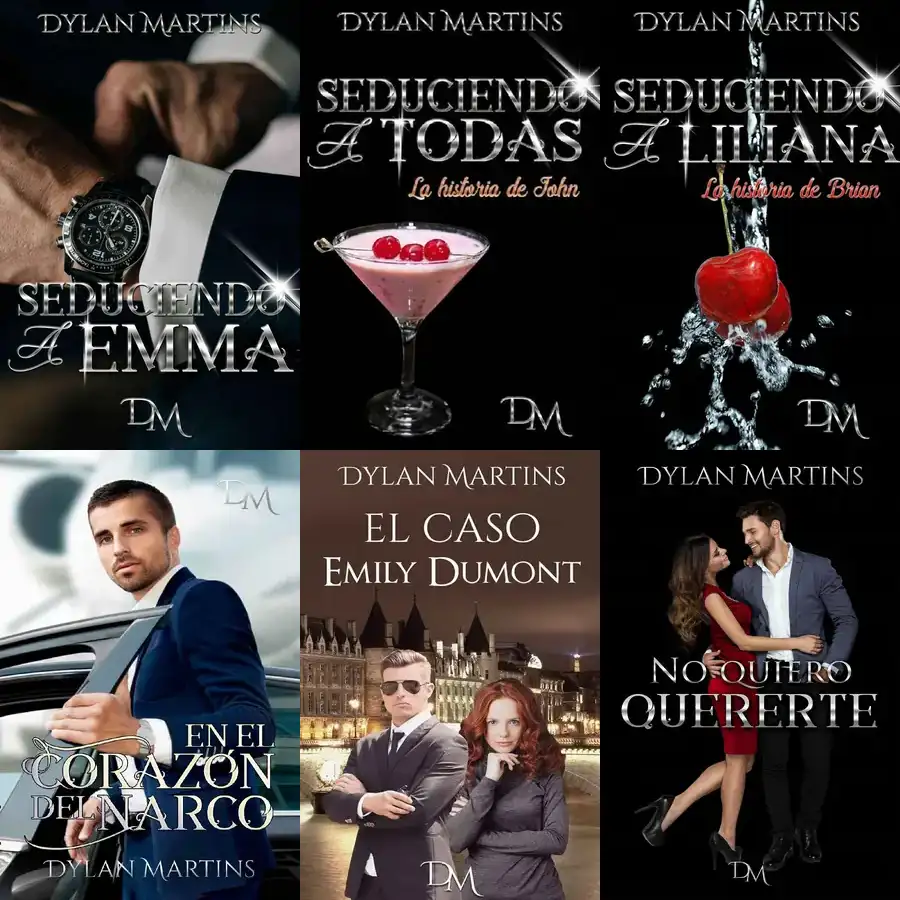 DYLAN MARTINS
SEDUCIENDO
A EMMA
DM
DYLAN MARTINS
SEDUCIENDO
A TODAS
La historia de John
DM
DYLAN MARTINS
SEDUCIENDO
A LILIANA
La historia de Brian
DM
DM
EN EL
CORAZÓN
DEL NARCO
DYLAN MARTINS
DYLAN MARTINS
EL CASO
EMILY DUMONT
DM
DYLAN MARTINS
NO QUIERO
QUERERTE
DM